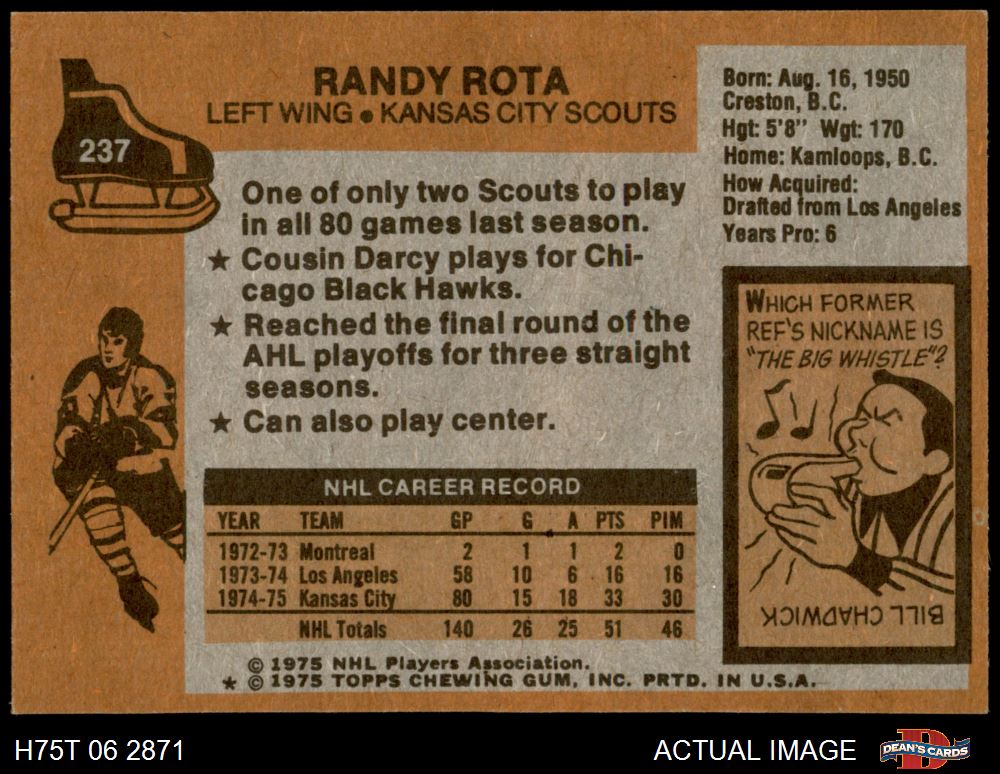 237
RANDY ROTA
LEFT WING • KANSAS CITY SCOUTS
One of only two Scouts to play
in all 80 games last season.
★ Cousin Darcy plays for Chi-
cago Black Hawks.
★ Reached the final round of the
AHL playoffs for three straight
seasons.
★ Can also play center.
Born: Aug. 16, 1950
Creston, B.C.
Hgt: 5'8" Wgt: 170
Home: Kamloops, B.C.
How Acquired:
Drafted from Los Angeles
Years Pro: 6
WHICH FORMER
REF'S NICKNAME IS
"THE BIG WHISTLE"?
BILL CHADWICK
NHL CAREER RECORD
YEAR TEAM GP G A PTS PIM
1972-73 Montreal 2 1 1 2 0
1973-74 Los Angeles 58 10 6 16 16
1974-75 Kansas City 80 15 18 33 30
NHL Totals 140 26 25 51 46
© 1975 NHL Players Association.
★ © 1975 TOPPS CHEWING GUM, INC. PRTD. IN U.S.A.
H75T 06 2871
ACTUAL IMAGE
DEAN'S CARDS